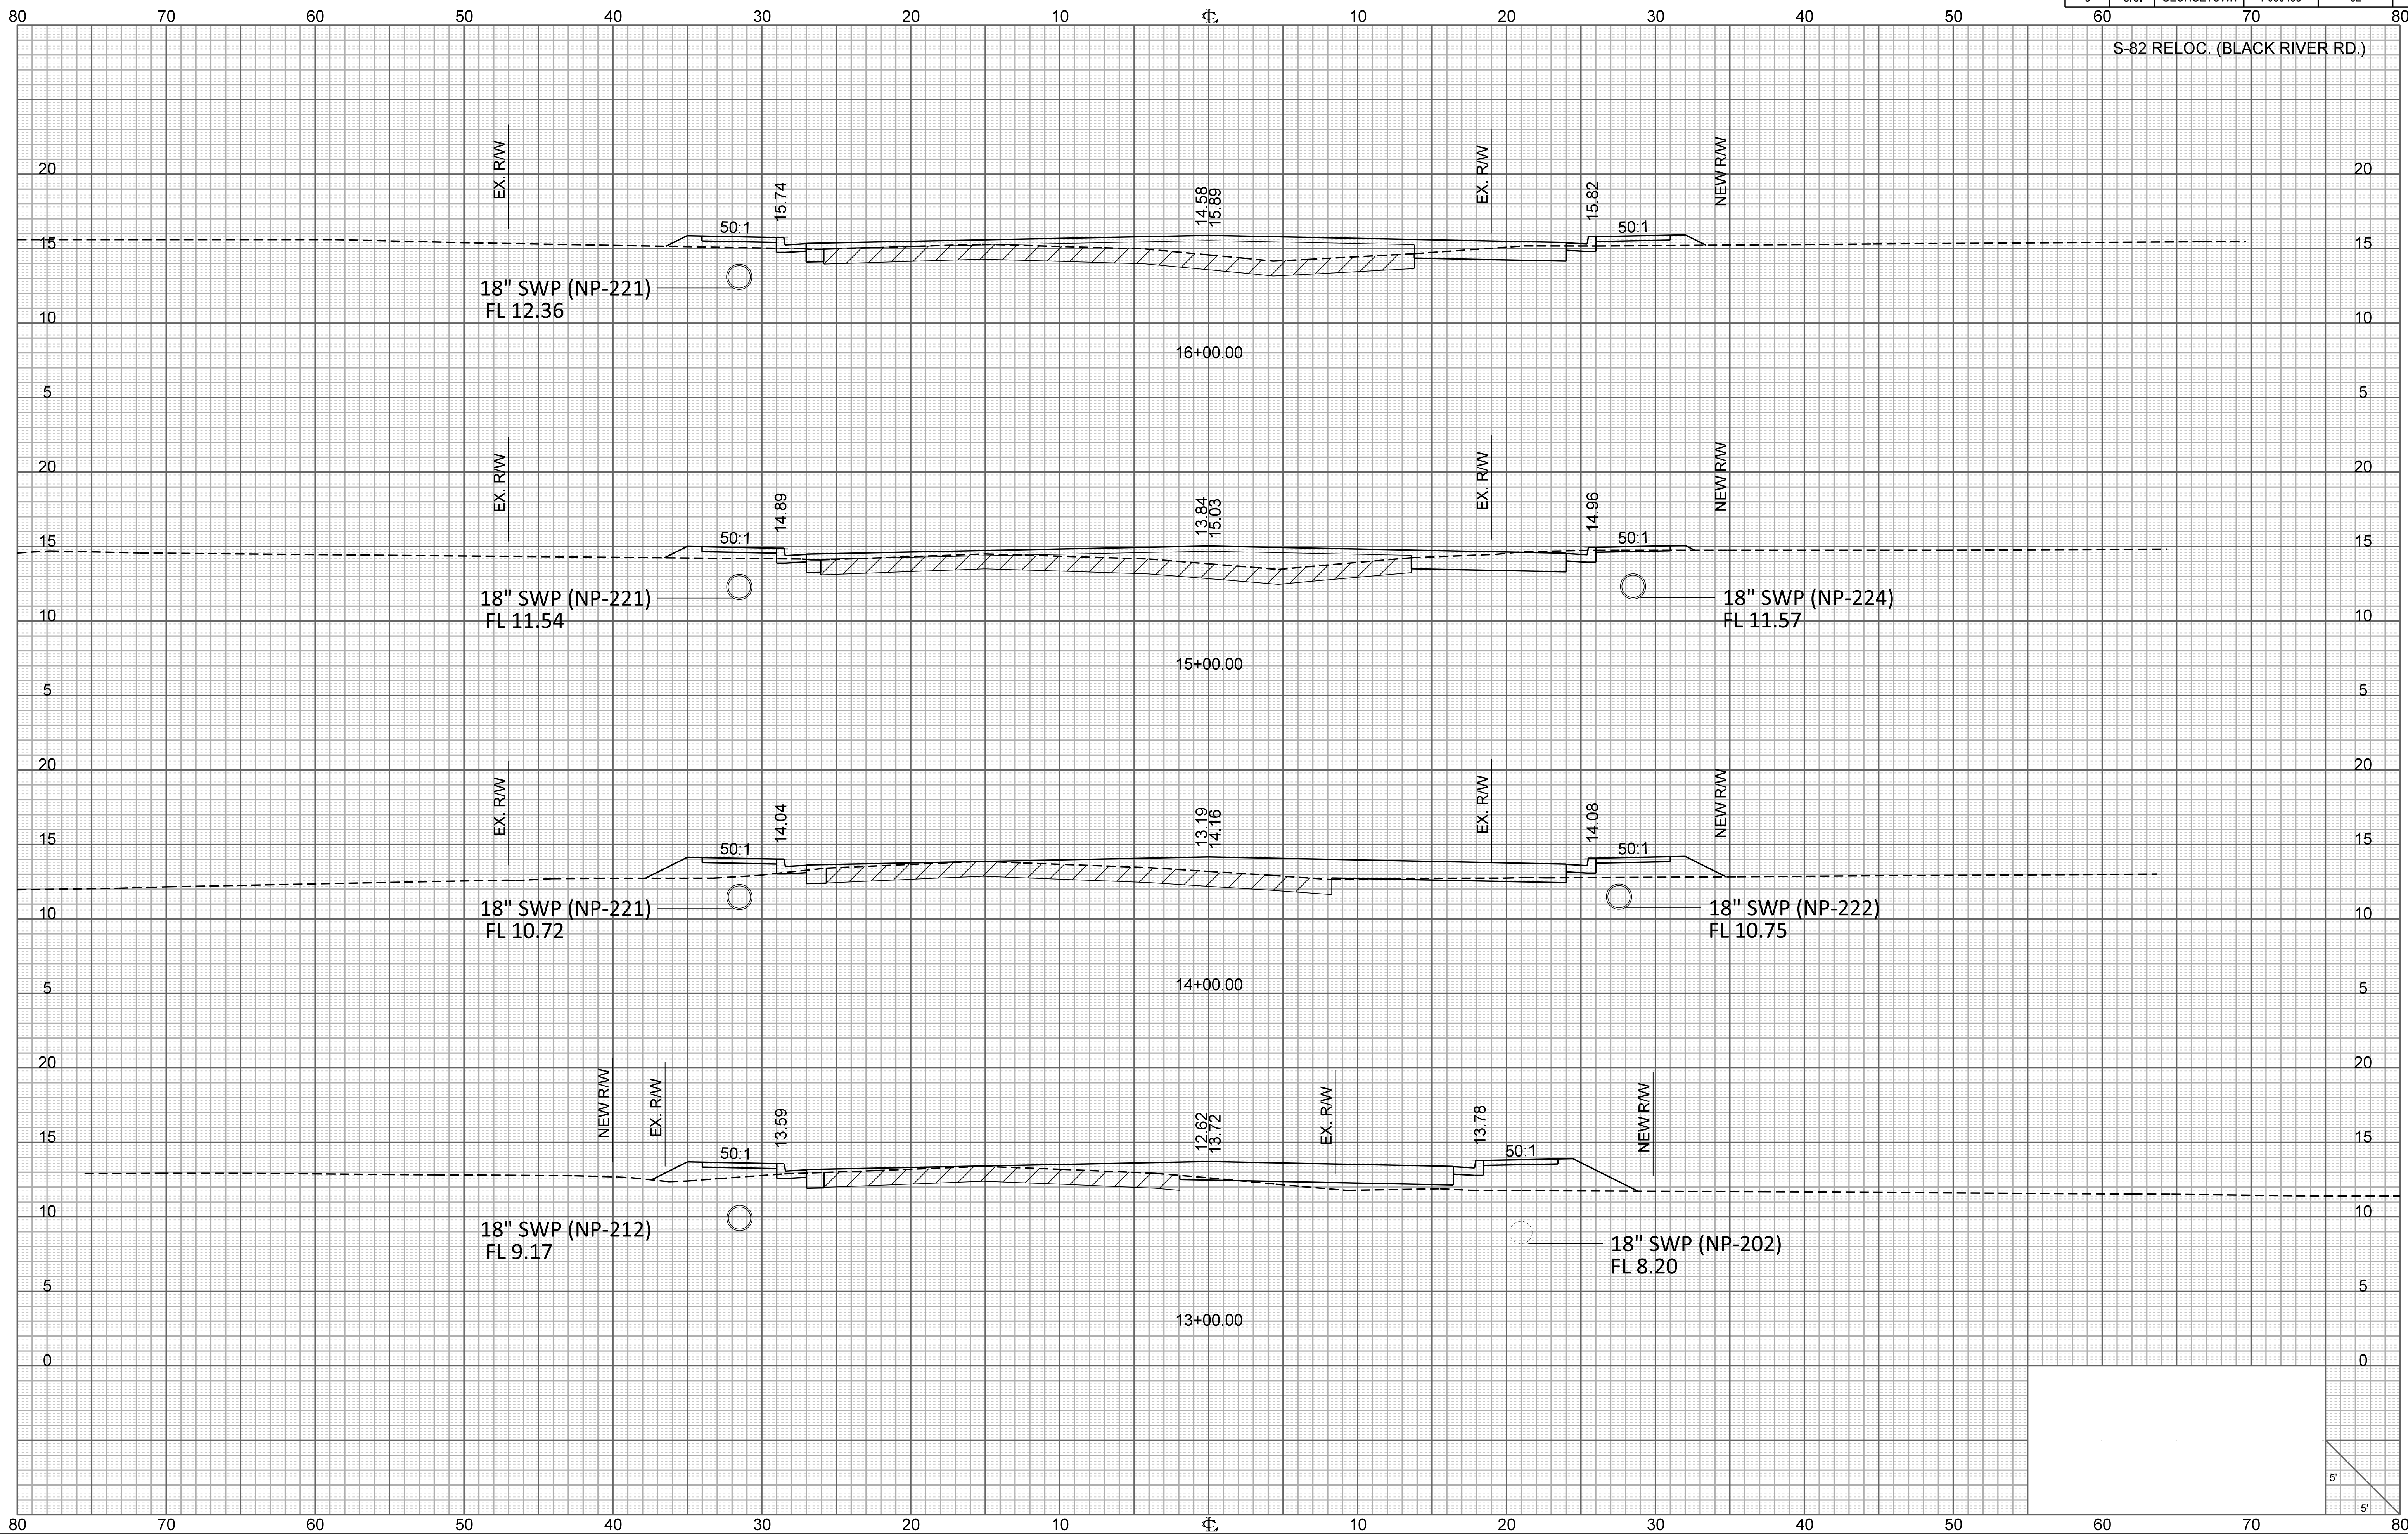 80 70 60 50 40 30 20 10 ℄ 10 20 30 40 50 60 70 80
S-82 RELOC. (BLACK RIVER RD.)
EX. R/W
15.74
14.58
15.89
EX. R/W
15.82
NEW R/W
20 20
50:1 50:1
15 15
18" SWP (NP-221)
FL 12.36
10 10
16+00.00
5 5
EX. R/W
14.89
13.84
15.03
EX. R/W
14.96
NEW R/W
20 20
50:1 50:1
15 15
18" SWP (NP-221)
FL 11.54
18" SWP (NP-224)
FL 11.57
10 10
15+00.00
5 5
EX. R/W
14.04
13.19
14.16
EX. R/W
14.08
NEW R/W
20 20
15 15
50:1 50:1
18" SWP (NP-221)
FL 10.72
18" SWP (NP-222)
FL 10.75
10 10
14+00.00
5 5
NEW R/W
EX. R/W
13.59
12.62
13.72
EX. R/W
13.78
NEW R/W
20 20
15 15
50:1 50:1
10 10
18" SWP (NP-212)
FL 9.17
18" SWP (NP-202)
FL 8.20
5 5
13+00.00
0 0
5'
5'
80 70 60 50 40 30 20 10 ℄ 10 20 30 40 50 60 70 80